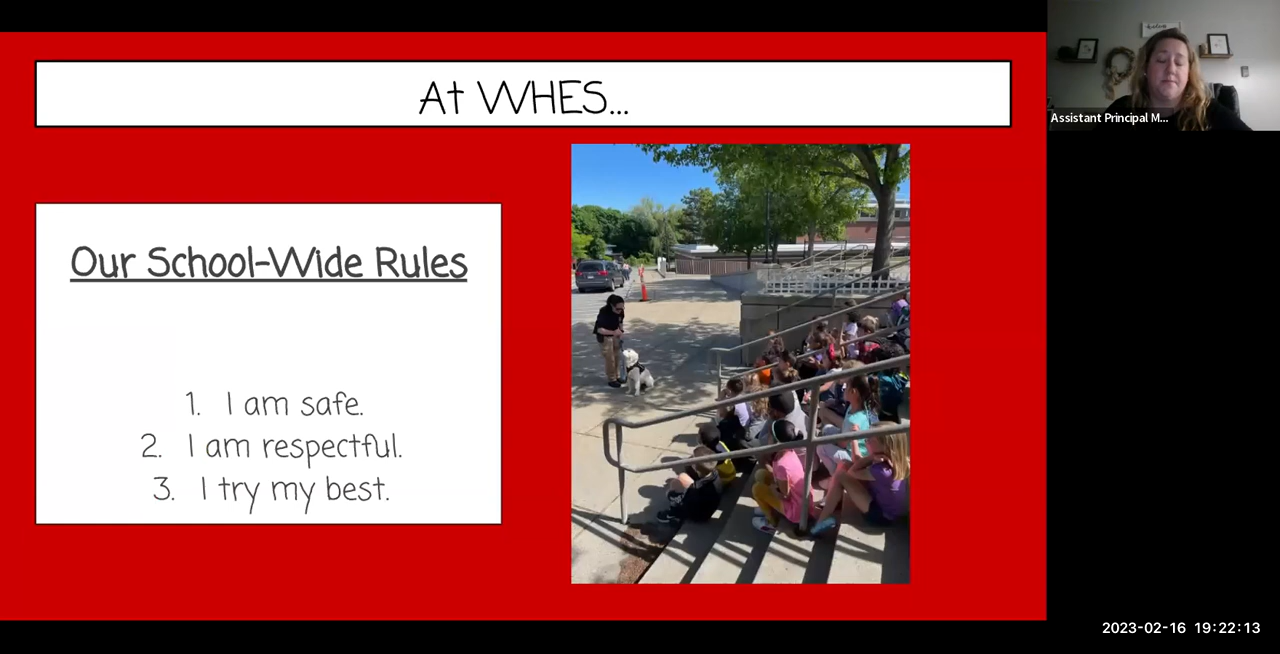 At WHES...
Our School-Wide Rules
1. I am safe.
2. I am respectful.
3. I try my best.
Assistant Principal M...
2023-02-16 19:22:13